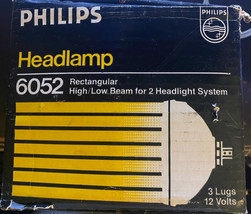 PHILIPS
PHILIPS
Headlamp
6052 Rectangular
High/Low Beam for 2 Headlight System
3 Lugs
12 Volts